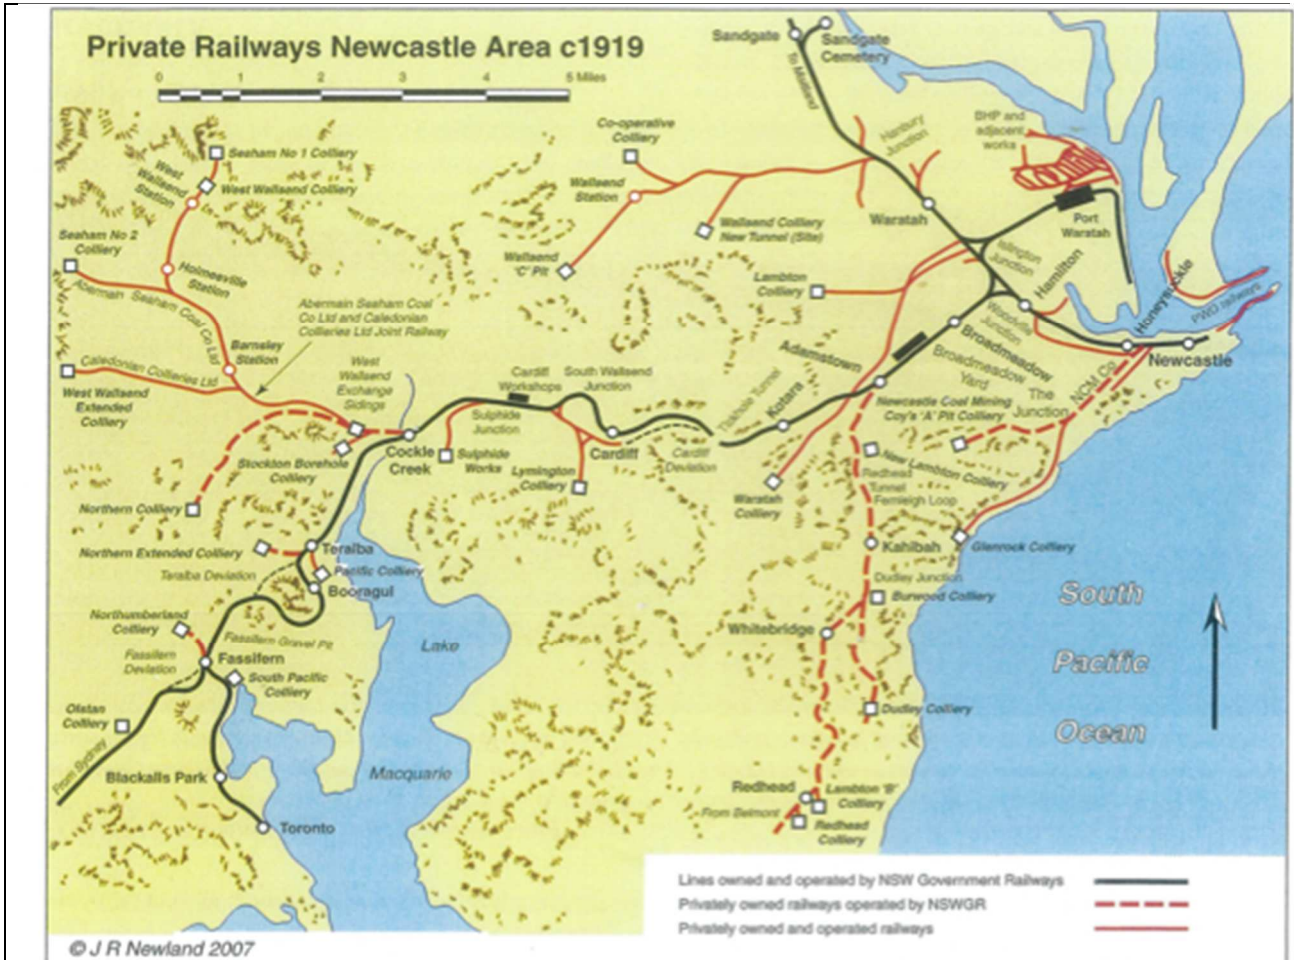 Private Railways Newcastle Area c1919
0 1 2 3 4 5 Miles
Sandgate
Sandgate
Cemetery
To Maitland
Hanbury
Junction
BHP and
adjacent
works
Co-operative
Colliery
Seaham No 1 Colliery
West
Wallsend
Station
West Wallsend Colliery
Wallsend
Station
Waratah
Port
Waratah
Wallsend Colliery
New Tunnel (Site)
Seaham No 2
Colliery
Holmesville
Station
Wallsend
'C' Pit
Islington
Junction
Hamilton
Lambton
Colliery
Honeysuckle
PWD railways
Abermain Seaham Coal Co Ltd
Abermain Seaham Coal
Co Ltd and Caledonian
Collieries Ltd Joint Railway
Woodville
Junction
Broadmeadow
Broadmeadow
Yard
Newcastle
Barnsley
Station
Adamstown
Caledonian Collieries Ltd
West
Wallsend
Exchange
Sidings
Cardiff
Workshops
South Wallsend
Junction
Tickhole Tunnel
Kotara
The
Junction
NCM Co
West Wallsend
Extended
Colliery
Newcastle Coal Mining
Coy's 'A' Pit Colliery
Sulphide
Junction
Cockle
Creek
Sulphide
Works
Cardiff
Cardiff
Deviation
Stockton Borehole
Colliery
Lymington
Colliery
New Lambton Colliery
Redhead
Tunnel
Fernleigh Loop
Waratah
Colliery
Northern Colliery
Northern Extended Colliery
Teralba
Kahibah
Glenrock Colliery
Teralba Deviation
Pacific Colliery
Booragul
Dudley Junction
Burwood Colliery
South
Pacific
Ocean
Northumberland
Colliery
Fassifern Gravel Pit
Lake
Whitebridge
Fassifern
Deviation
Fassifern
South Pacific
Colliery
Olstan
Colliery
Dudley Colliery
From Sydney
Blackalls Park
Macquarie
Redhead
Lambton 'B'
Colliery
From Belmont
Redhead
Colliery
Toronto
Lines owned and operated by NSW Government Railways
Privately owned railways operated by NSWGR
Privately owned and operated railways
© J R Newland 2007